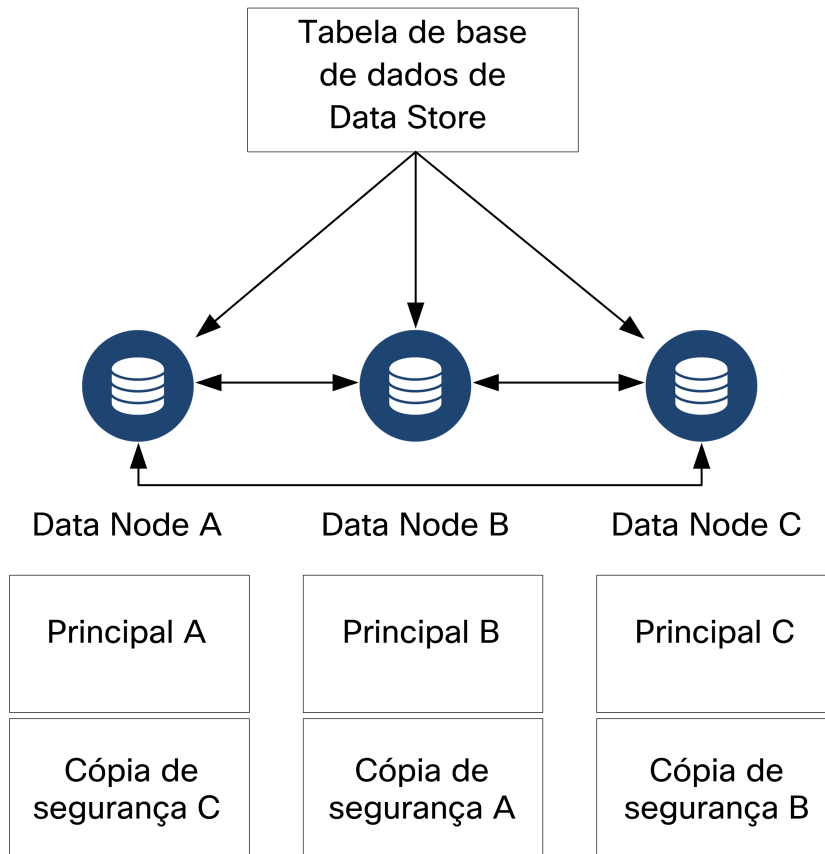 Tabela de base
de dados de
Data Store
Data Node A
Data Node B
Data Node C
Principal A
Principal B
Principal C
Cópia de
segurança C
Cópia de
segurança A
Cópia de
segurança B